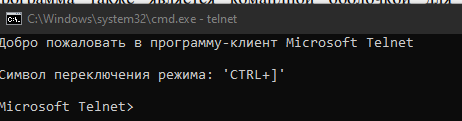 C:\Windows\system32\cmd.exe - telnet
Добро пожаловать в программу-клиент Microsoft Telnet
Символ переключения режима: 'CTRL+]'
Microsoft Telnet>